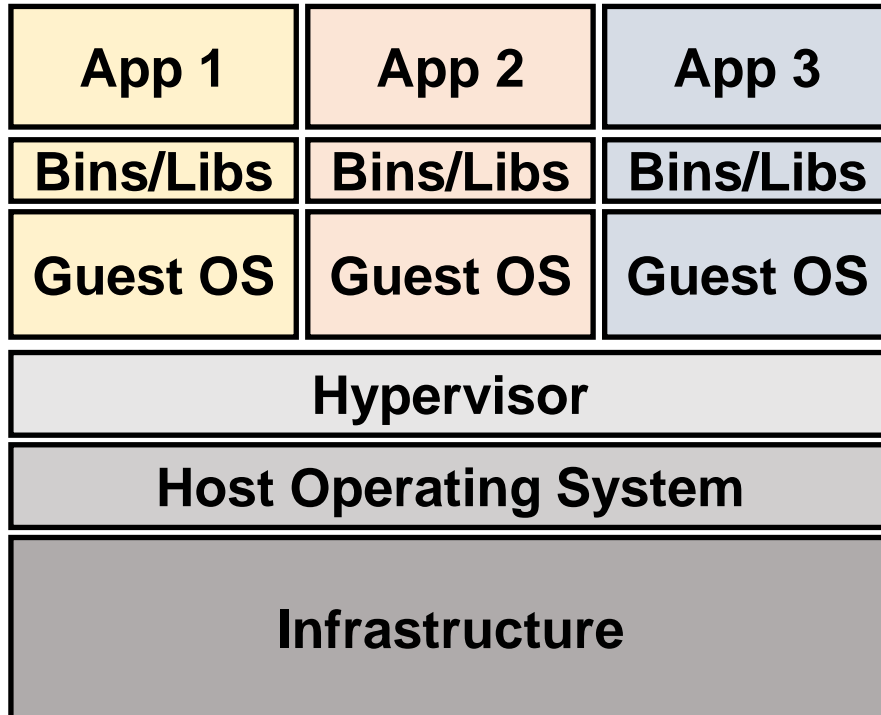 App 1 App 2 App 3
Bins/Libs Bins/Libs Bins/Libs
Guest OS Guest OS Guest OS
Hypervisor
Host Operating System
Infrastructure